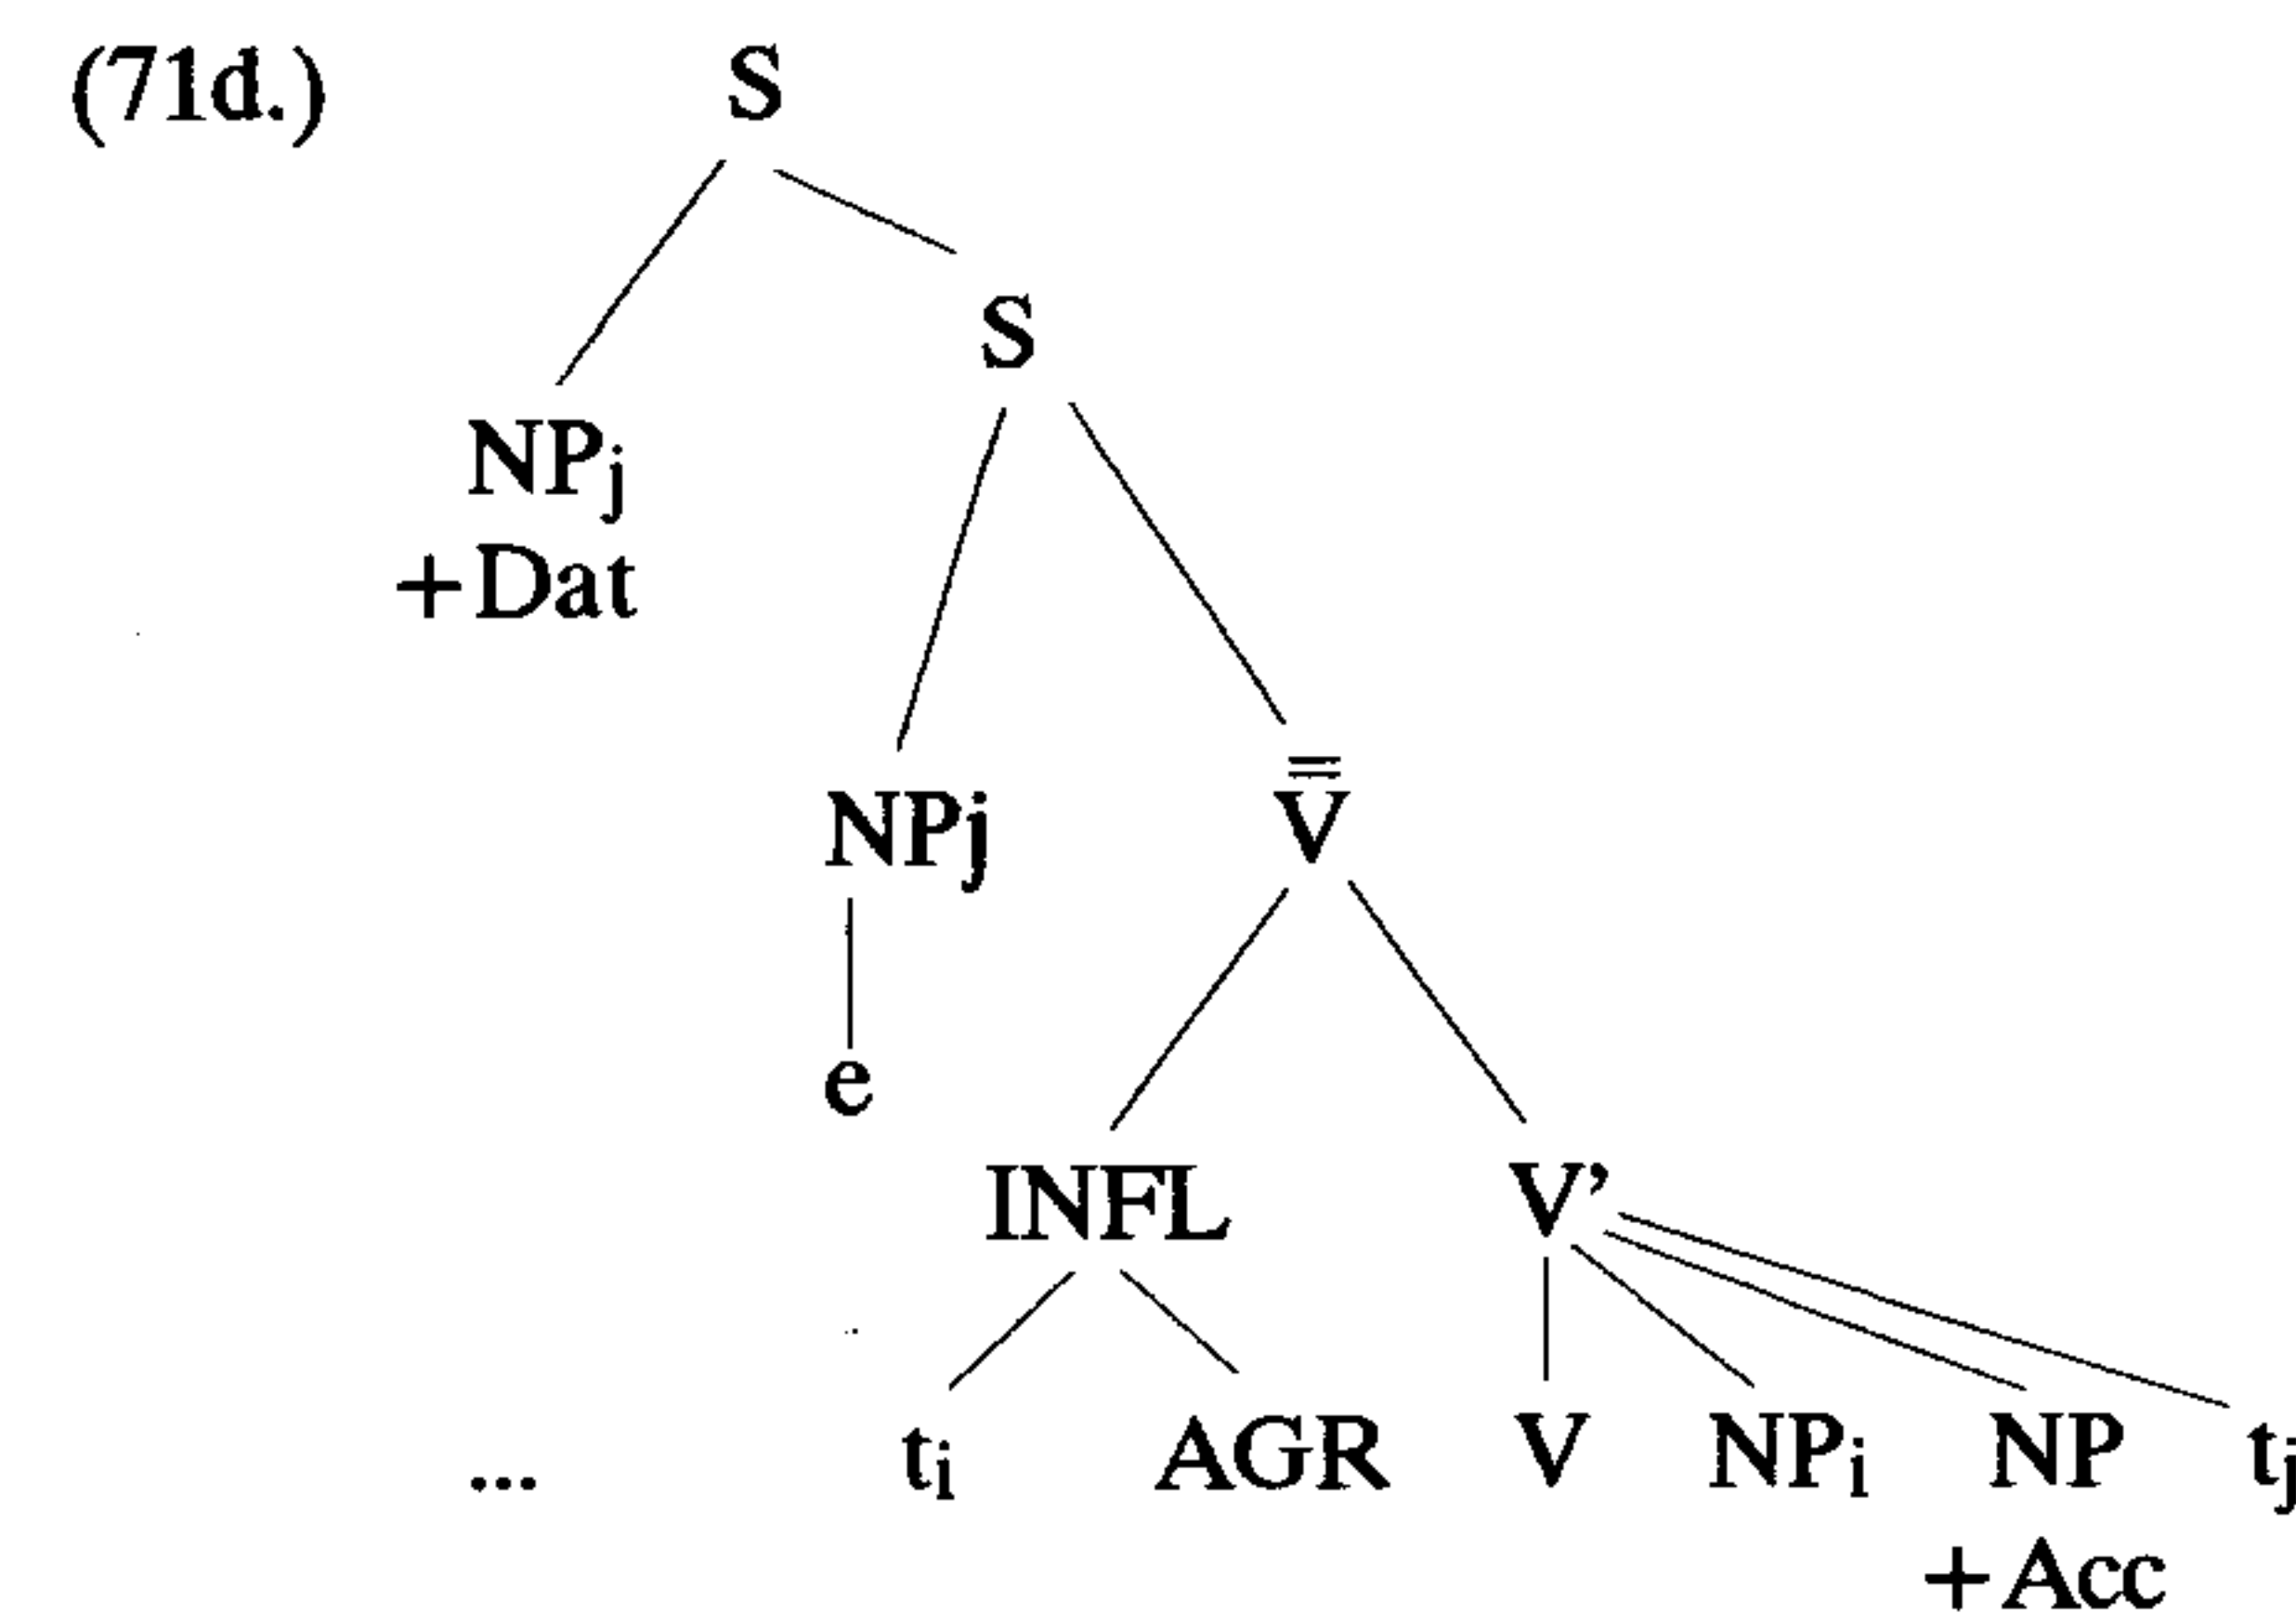 (71d.) S
S
NPj
+Dat
NPj V̿
e
INFL V’
... ti AGR V NPi NP tj
+Acc